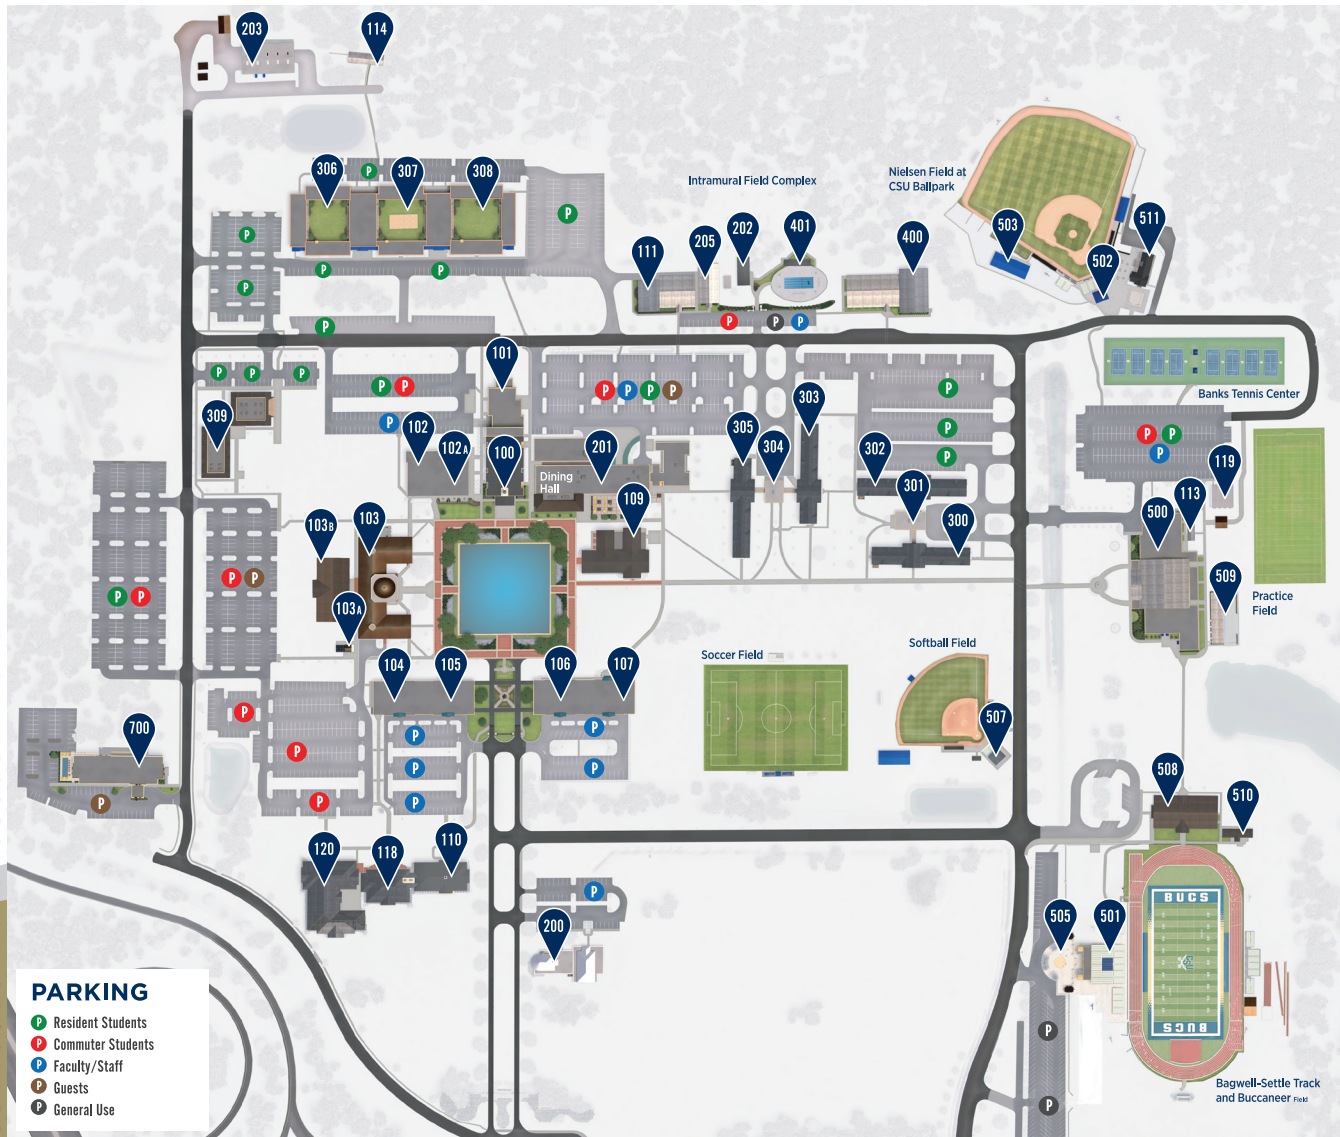 203
114
306
307
308
P
P
P
P
P
P
P
P
Intramural Field Complex
111
205
202
401
400
P
P
P
Nielsen Field at
CSU Ballpark
503
502
511
Banks Tennis Center
P
P
P
101
P
P
P
P
P
P
P
309
102
102A
100
Dining
Hall
201
109
305
304
303
302
301
300
P
P
P
P
P
P
119
113
500
509
Practice
Field
P
P
P
P
103B
103
103A
104
105
106
107
Soccer Field
Softball Field
507
P
P
P
P
P
P
P
P
700
P
120
118
110
508
510
P
200
505
501
BUCS
BUCS
P
P
Bagwell-Settle Track
and Buccaneer Field
PARKING
P Resident Students
P Commuter Students
P Faculty/Staff
P Guests
P General Use